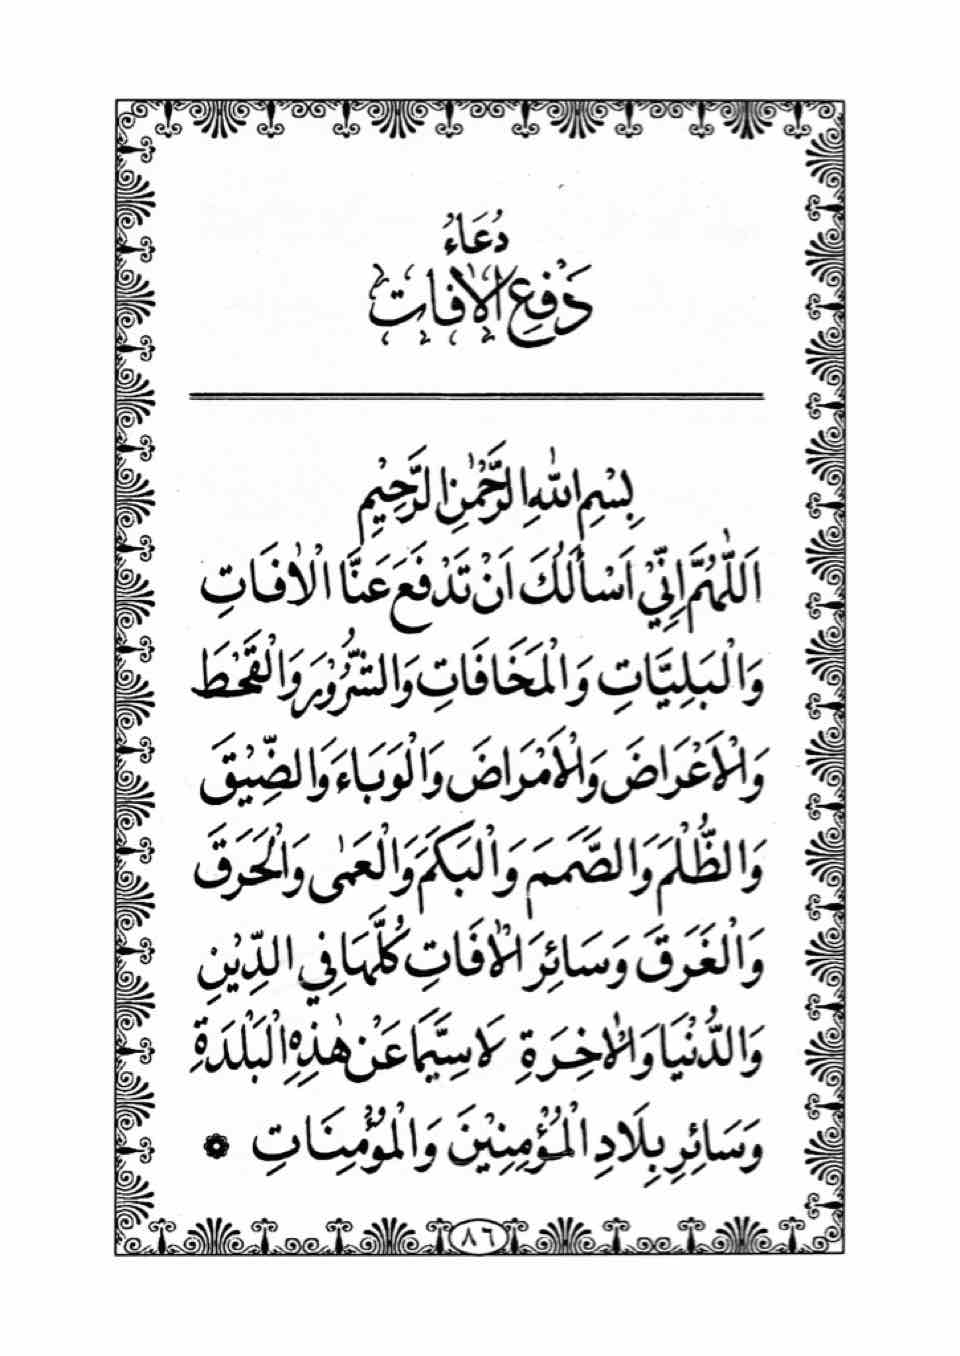 دُعَاءُ
دَفْعِ الْاٰفَاتِ
بِسْمِ اللّٰهِ الرَّحْمٰنِ الرَّحِيْمِ
اَللّٰهُمَّ اِنِّيْ اَسْأَلُكَ اَنْ تَدْفَعَ عَنَّا الْاٰفَاتِ
وَالْبَلِيَّاتِ وَالْمَخَافَاتِ وَالشُّرُوْرَ وَالْقَحْطَ
وَالْأَعْرَاضَ وَالْأَمْرَاضَ وَالْوَبَاءَ وَالضِّيْقَ
وَالظُّلْمَ وَالصَّمَمَ وَالْبَكَمَ وَالْعَمٰى وَالْحَرَقَ
وَالْغَرَقَ وَسَائِرَ الْاٰفَاتِ كُلَّهَا فِي الدِّيْنِ
وَالدُّنْيَا وَالْاٰخِرَةِ لَاسِيَّمَا عَنْ هٰذِهِ الْبَلْدَةِ
وَسَائِرِ بِلَادِ الْمُؤْمِنِيْنَ وَالْمُؤْمِنَاتِ ۞
٨٦